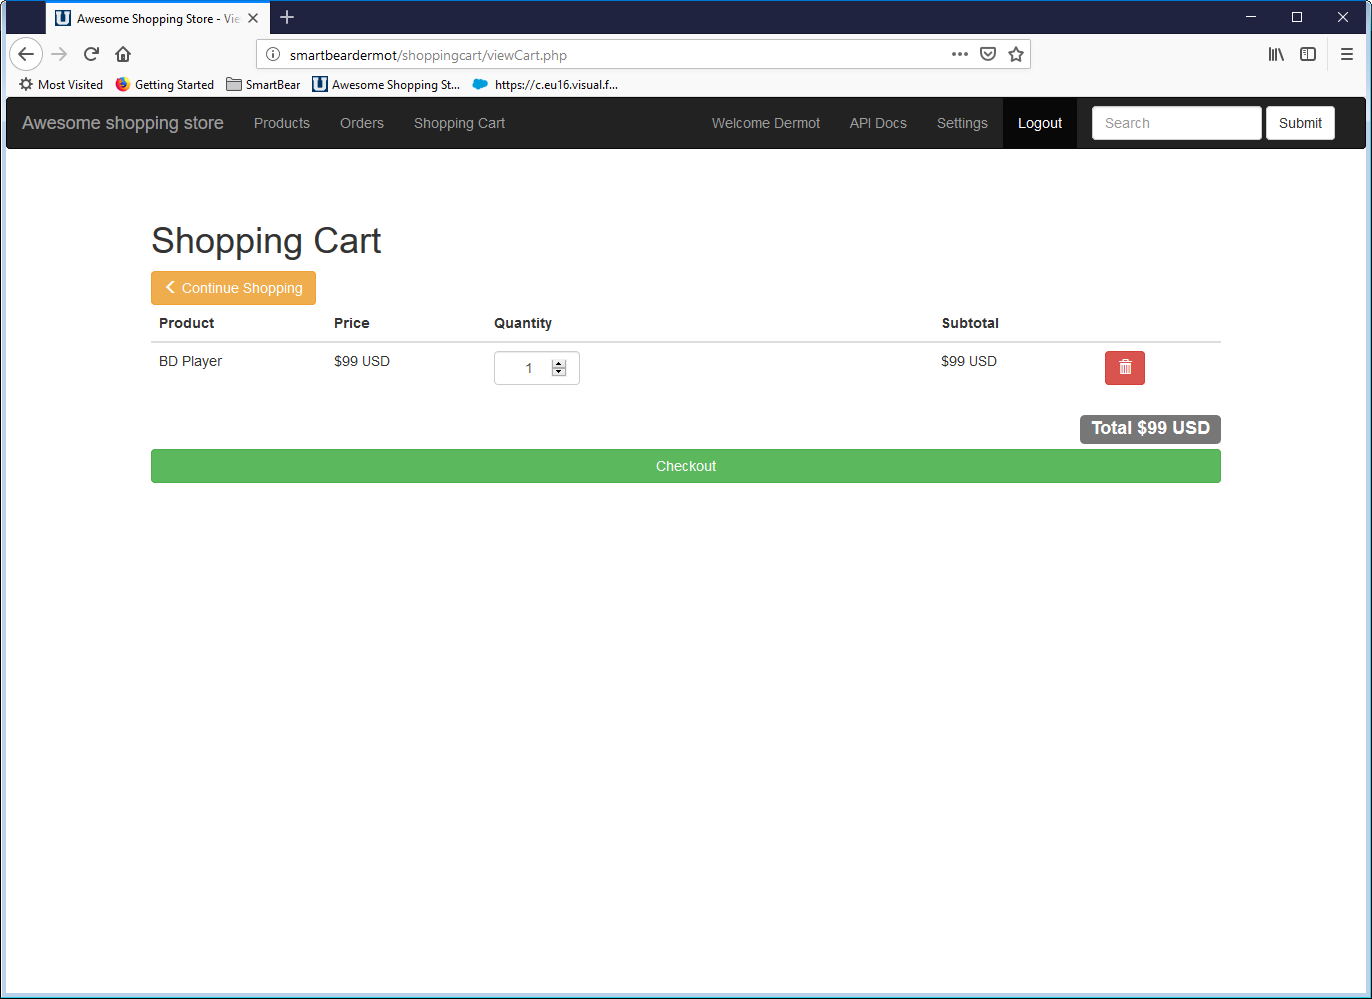 Awesome Shopping Store - Vie
smartbeardermot/shoppingcart/viewCart.php
Most Visited Getting Started SmartBear Awesome Shopping St... https://c.eu16.visual.f...
Awesome shopping store Products Orders Shopping Cart Welcome Dermot API Docs Settings Logout Search Submit
Shopping Cart
Continue Shopping
Product Price Quantity Subtotal
BD Player $99 USD 1 $99 USD
Total $99 USD
Checkout